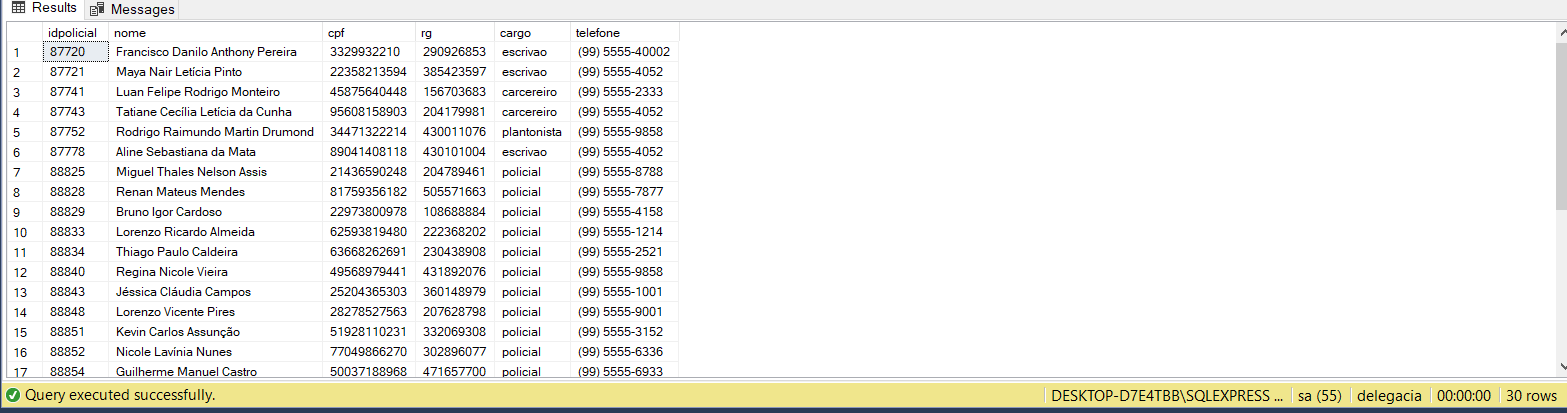 Results Messages
idpolicial nome cpf rg cargo telefone
1 87720 Francisco Danilo Anthony Pereira 3329932210 290926853 escrivao (99) 5555-40002
2 87721 Maya Nair Letícia Pinto 22358213594 385423597 escrivao (99) 5555-4052
3 87741 Luan Felipe Rodrigo Monteiro 45875640448 156703683 carcereiro (99) 5555-2333
4 87743 Tatiane Cecília Letícia da Cunha 95608158903 204179981 carcereiro (99) 5555-4052
5 87752 Rodrigo Raimundo Martin Drumond 34471322214 430011076 plantonista (99) 5555-9858
6 87778 Aline Sebastiana da Mata 89041408118 430101004 escrivao (99) 5555-4052
7 88825 Miguel Thales Nelson Assis 21436590248 204789461 policial (99) 5555-8788
8 88828 Renan Mateus Mendes 81759356182 505571663 policial (99) 5555-7877
9 88829 Bruno Igor Cardoso 22973800978 108688884 policial (99) 5555-4158
10 88833 Lorenzo Ricardo Almeida 62593819480 222368202 policial (99) 5555-1214
11 88834 Thiago Paulo Caldeira 63668262691 230438908 policial (99) 5555-2521
12 88840 Regina Nicole Vieira 49568979441 431892076 policial (99) 5555-9858
13 88843 Jéssica Cláudia Campos 25204365303 360148979 policial (99) 5555-1001
14 88848 Lorenzo Vicente Pires 28278527563 207628798 policial (99) 5555-9001
15 88851 Kevin Carlos Assunção 51928110231 332069308 policial (99) 5555-3152
16 88852 Nicole Lavínia Nunes 77049866270 302896077 policial (99) 5555-6336
17 88854 Guilherme Manuel Castro 50037188968 471657700 policial (99) 5555-6933
Query executed successfully. DESKTOP-D7E4TBB\SQLEXPRESS ... sa (55) delegacia 00:00:00 30 rows